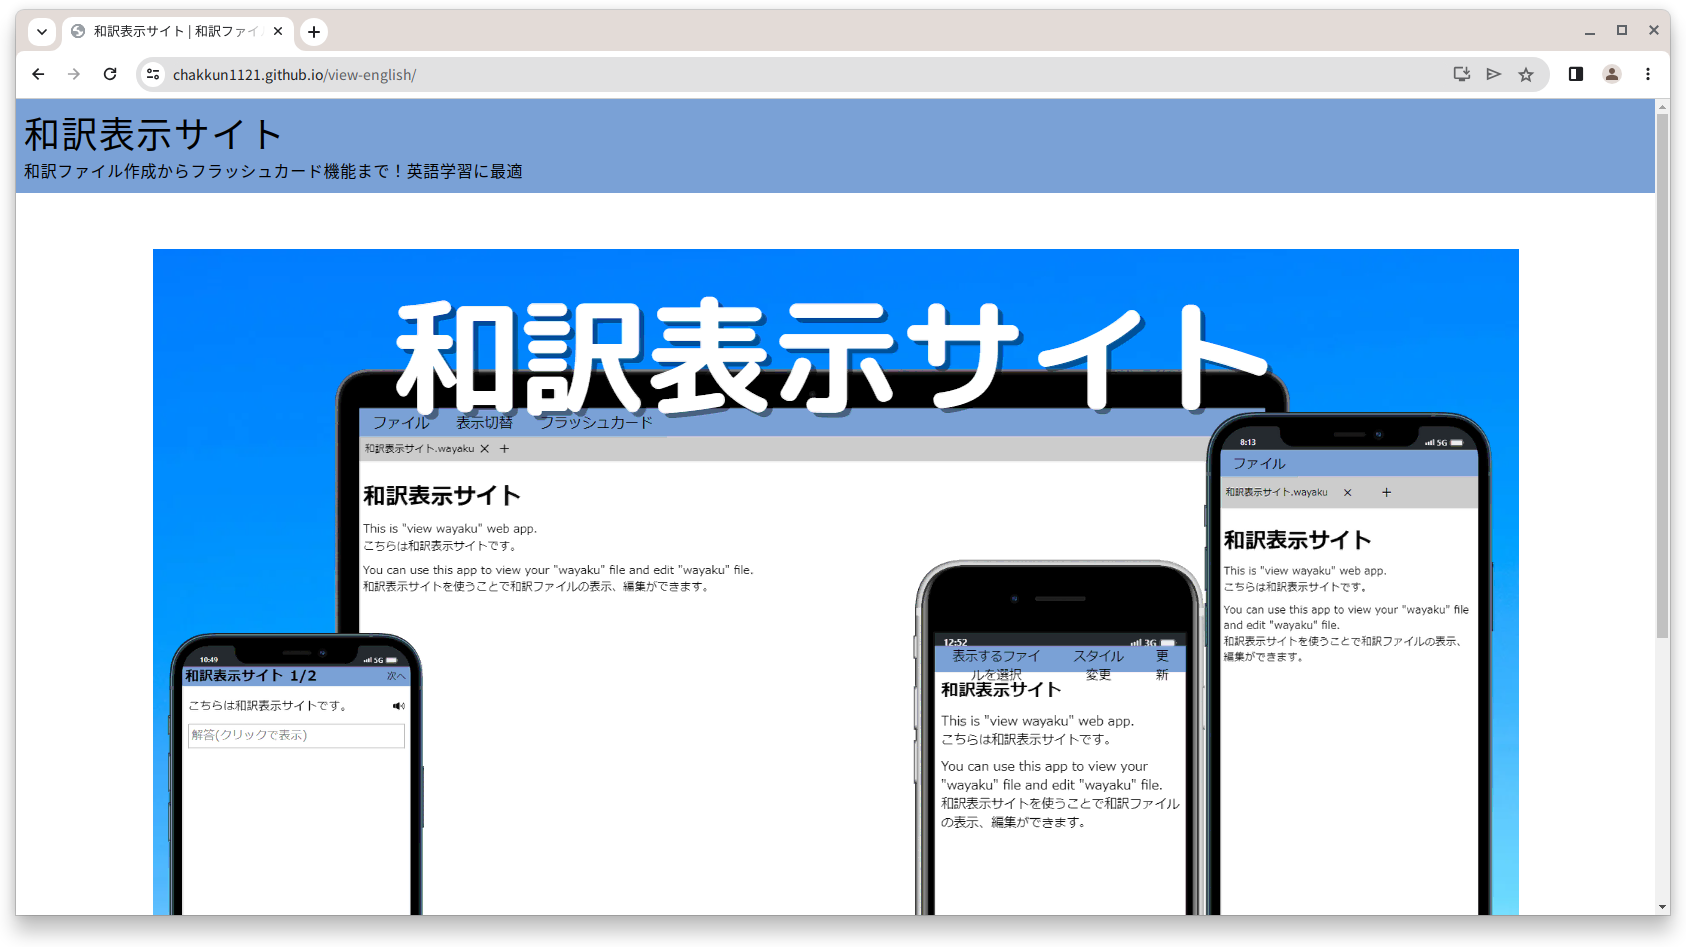 和訳表示サイト | 和訳ファイ
chakkun1121.github.io/view-english/
和訳表示サイト
和訳ファイル作成からフラッシュカード機能まで！英語学習に最適
和訳表示サイト
ファイル 表示切替 フラッシュカード
和訳表示サイト.wayaku × +
和訳表示サイト
This is "view wayaku" web app.
こちらは和訳表示サイトです。
You can use this app to view your "wayaku" file and edit "wayaku" file.
和訳表示サイトを使うことで和訳ファイルの表示、編集ができます。
10:49 5G
和訳表示サイト 1/2 次へ
こちらは和訳表示サイトです。
解答(クリックで表示)
12:52 3G
表示するファイ スタイル 更
ルを選択 変更 新
和訳表示サイト
This is "view wayaku" web app.
こちらは和訳表示サイトです。
You can use this app to view your
"wayaku" file and edit "wayaku" file.
和訳表示サイトを使うことで和訳ファイル
の表示、編集ができます。
8:13 5G
ファイル
和訳表示サイト.wayaku × +
和訳表示サイト
This is "view wayaku" web app.
こちらは和訳表示サイトです。
You can use this app to view your "wayaku" file
and edit "wayaku" file.
和訳表示サイトを使うことで和訳ファイルの表示、
編集ができます。